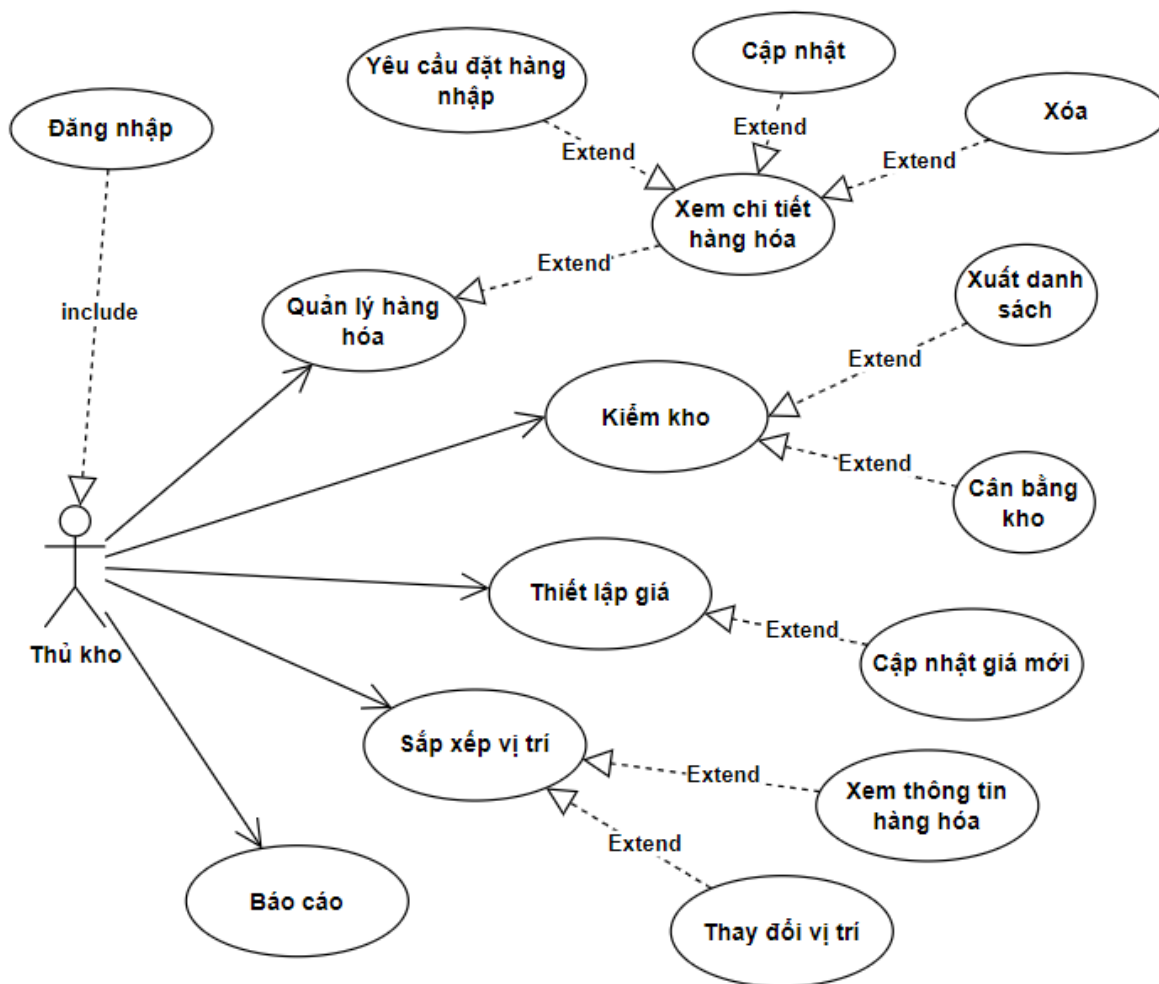 Yêu cầu đặt hàng
nhập
Cập nhật
Xóa
Đăng nhập
Extend
Extend
Extend
Xem chi tiết
hàng hóa
Extend
include
Quản lý hàng
hóa
Xuất danh
sách
Extend
Kiểm kho
Extend
Cân bằng
kho
Thiết lập giá
Extend
Thủ kho
Cập nhật giá mới
Sắp xếp vị trí
Extend
Xem thông tin
hàng hóa
Extend
Báo cáo
Thay đổi vị trí